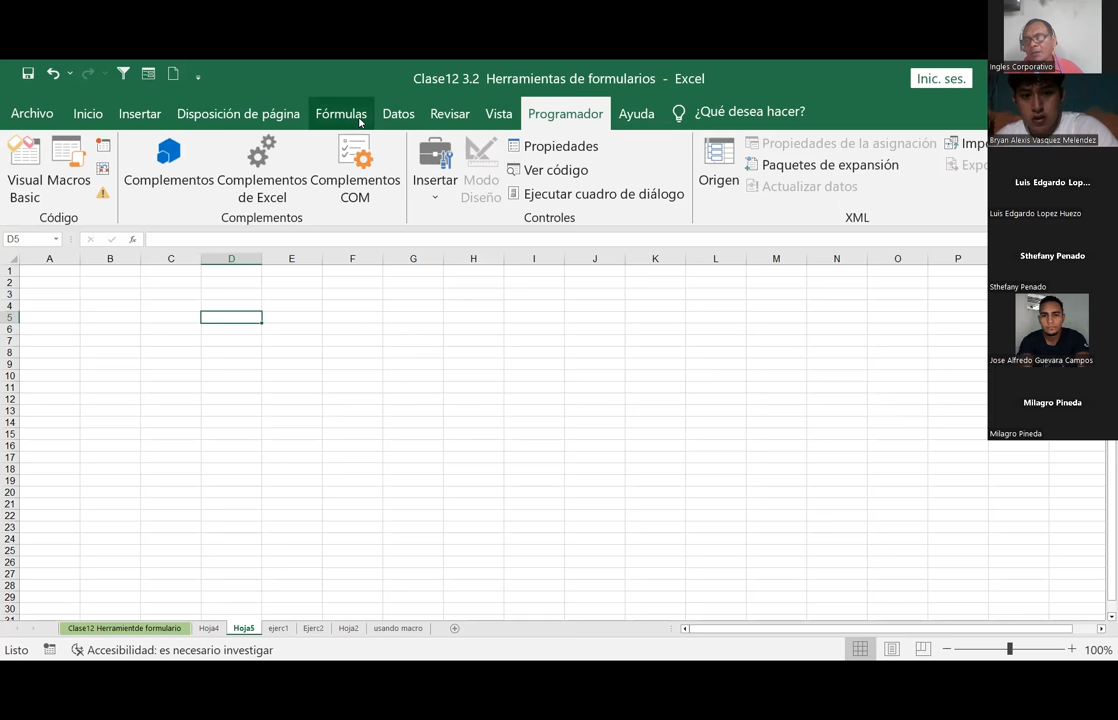 Clase12 3.2 Herramientas de formularios - Excel
Inic. ses.
Archivo Inicio Insertar Disposición de página Fórmulas Datos Revisar Vista Programador Ayuda ¿Qué desea hacer?
Visual Basic
Macros
Código
Complementos
Complementos de Excel
Complementos COM
Complementos
Insertar
Modo Diseño
Propiedades
Ver código
Ejecutar cuadro de diálogo
Controles
Origen
Propiedades de la asignación
Paquetes de expansión
Actualizar datos
Imp
Expo
XML
D5
fx
A B C D E F G H I J K L M N O P
1
2
3
4
5
6
7
8
9
10
11
12
13
14
15
16
17
18
19
20
21
22
23
24
25
26
27
28
29
30
31
Clase12 Herramientde formulario Hoja4 Hoja5 ejerc1 Ejerc2 Hoja2 usando macro
Listo Accesibilidad: es necesario investigar 100%
Ingles Corporativo
Bryan Alexis Vasquez Melendez
Luis Edgardo Lop...
Luis Edgardo Lopez Huezo
Sthefany Penado
Sthefany Penado
Jose Alfredo Guevara Campos
Milagro Pineda
Milagro Pineda